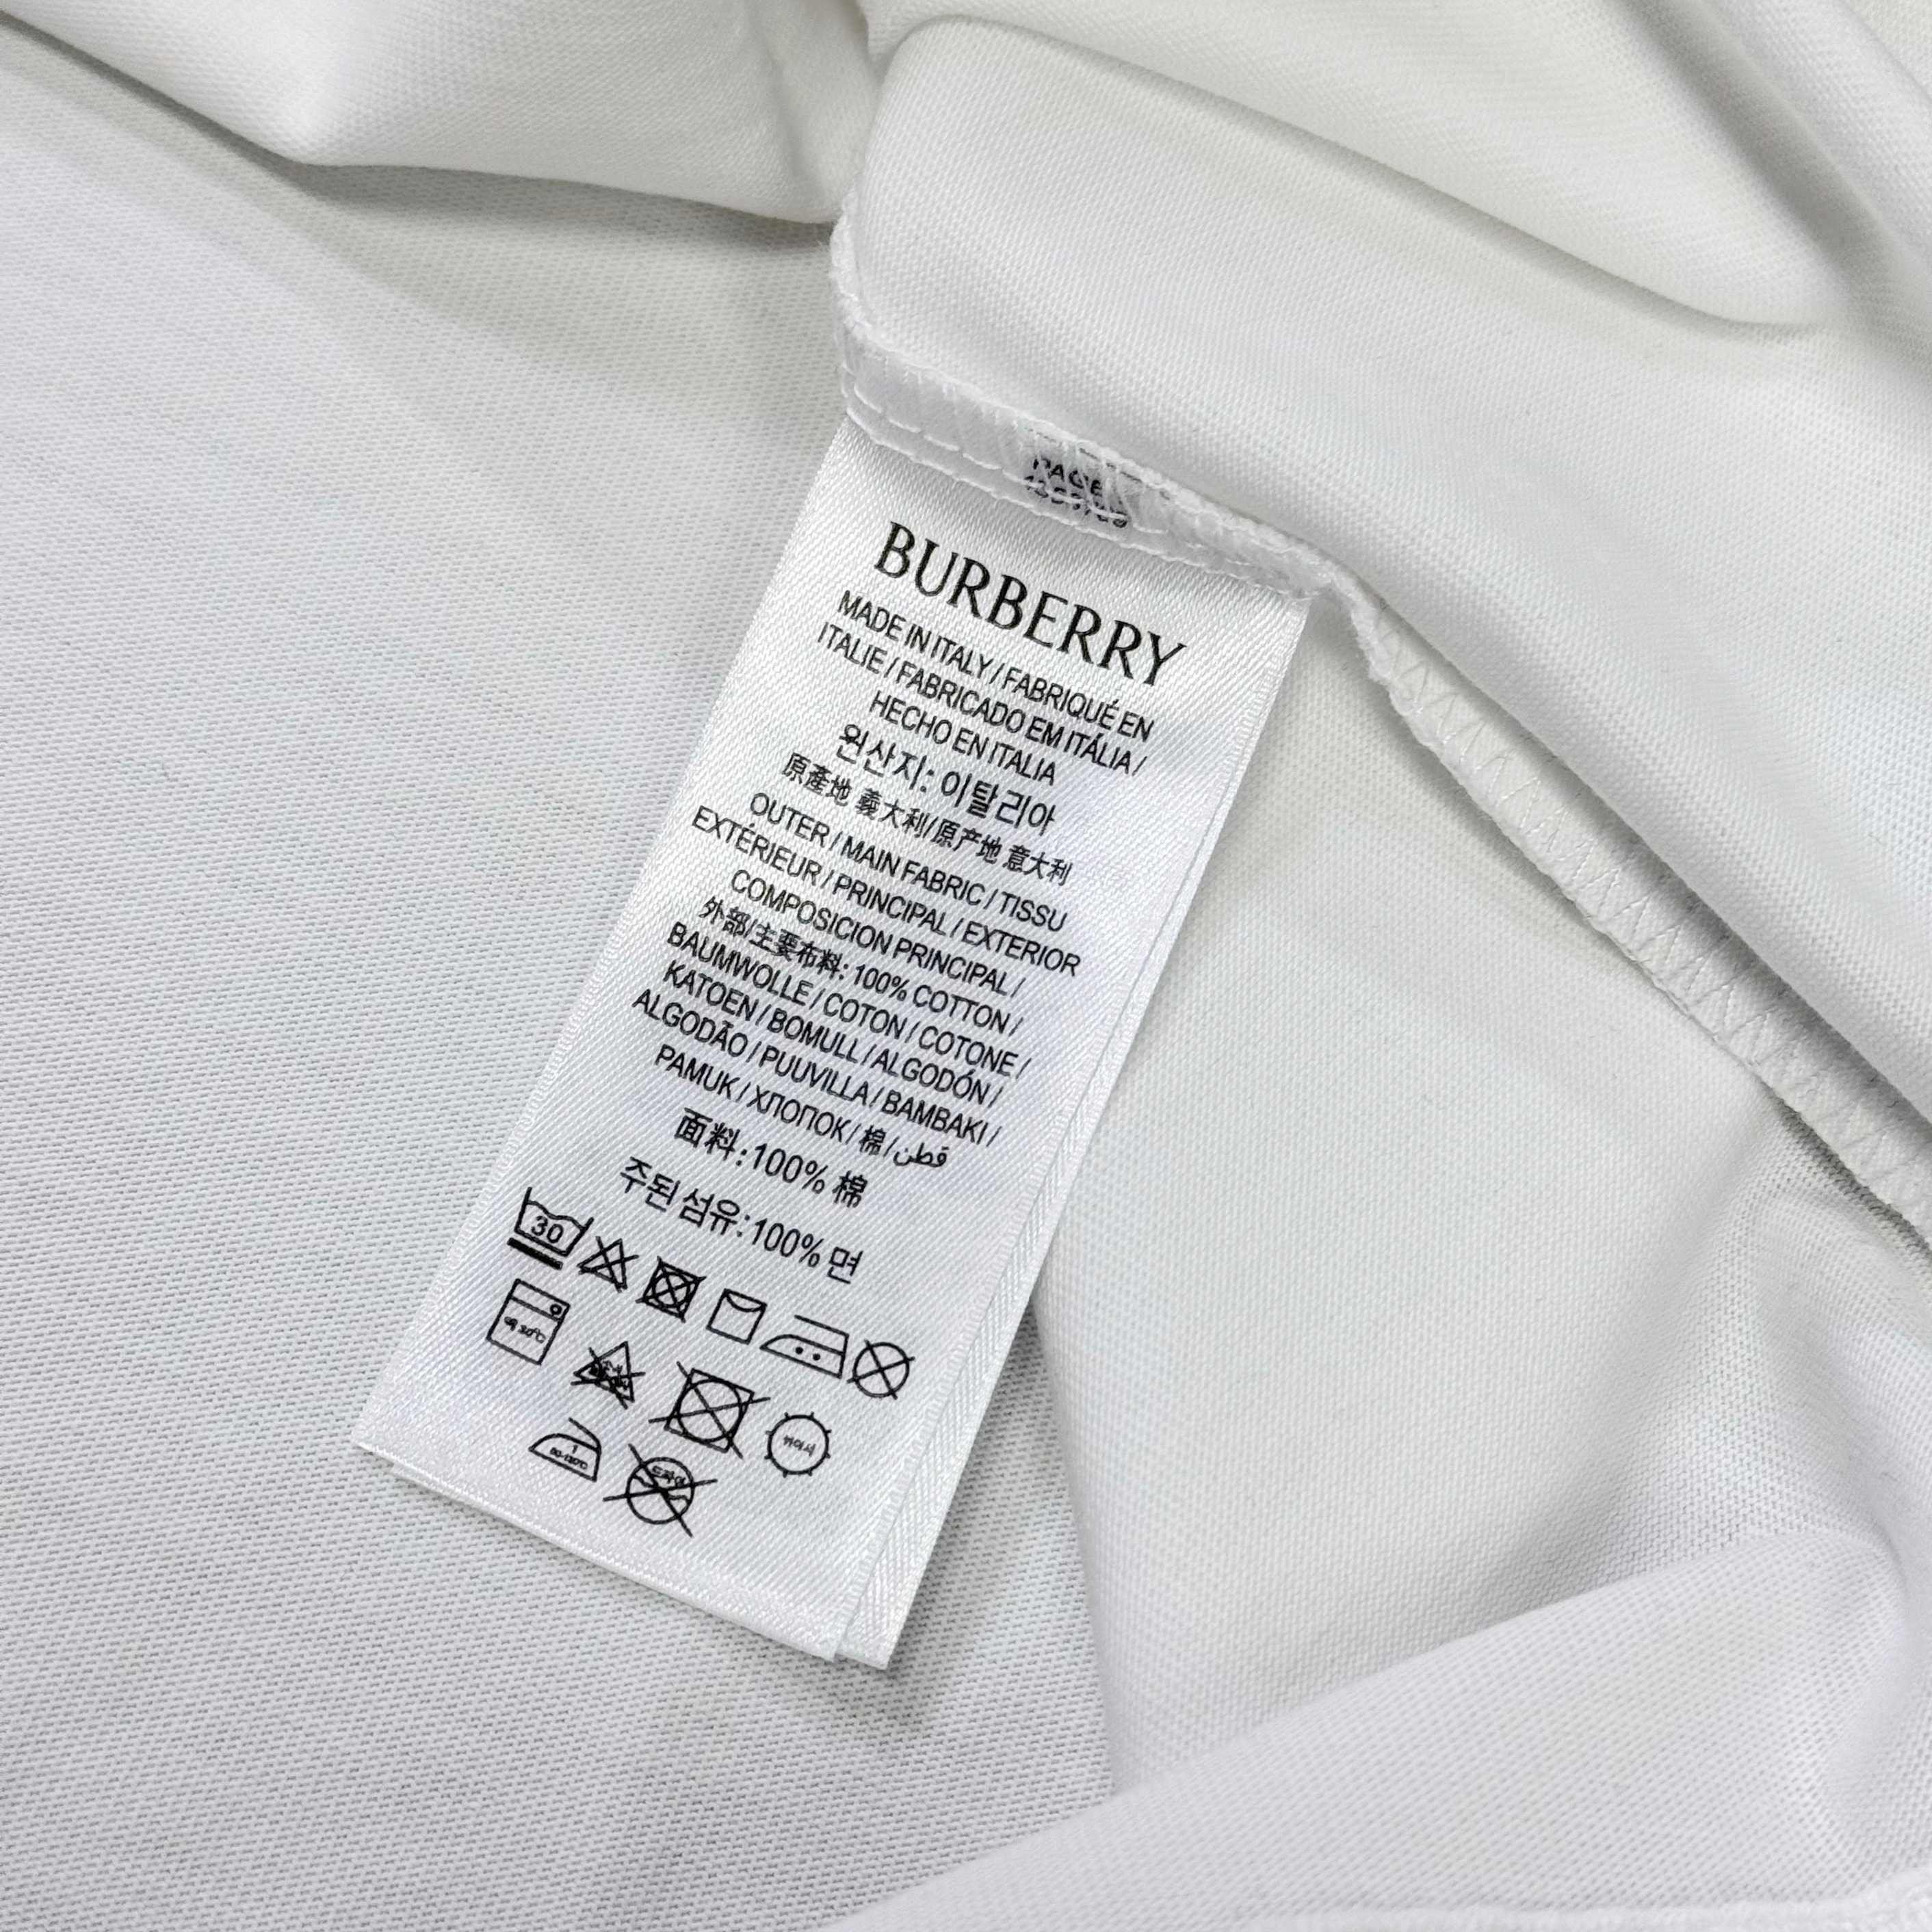 BURBERRY
MADE IN ITALY / FABRIQUÉ EN
ITALIE / FABRICADO EM ITÁLIA /
HECHO EN ITALIA
원산지: 이탈리아
原產地 義大利/原产地 意大利
OUTER / MAIN FABRIC / TISSU
EXTÉRIEUR / PRINCIPAL / EXTERIOR
COMPOSICION PRINCIPAL /
外部/主要布料: 100% COTTON /
BAUMWOLLE / COTON / COTONE /
KATOEN / BOMULL / ALGODÓN /
ALGODÃO / PUUVILLA / BAMBAKI /
PAMUK / ХЛОПОК / 棉 / قطن
面料: 100% 棉
주된 섬유: 100% 면
30